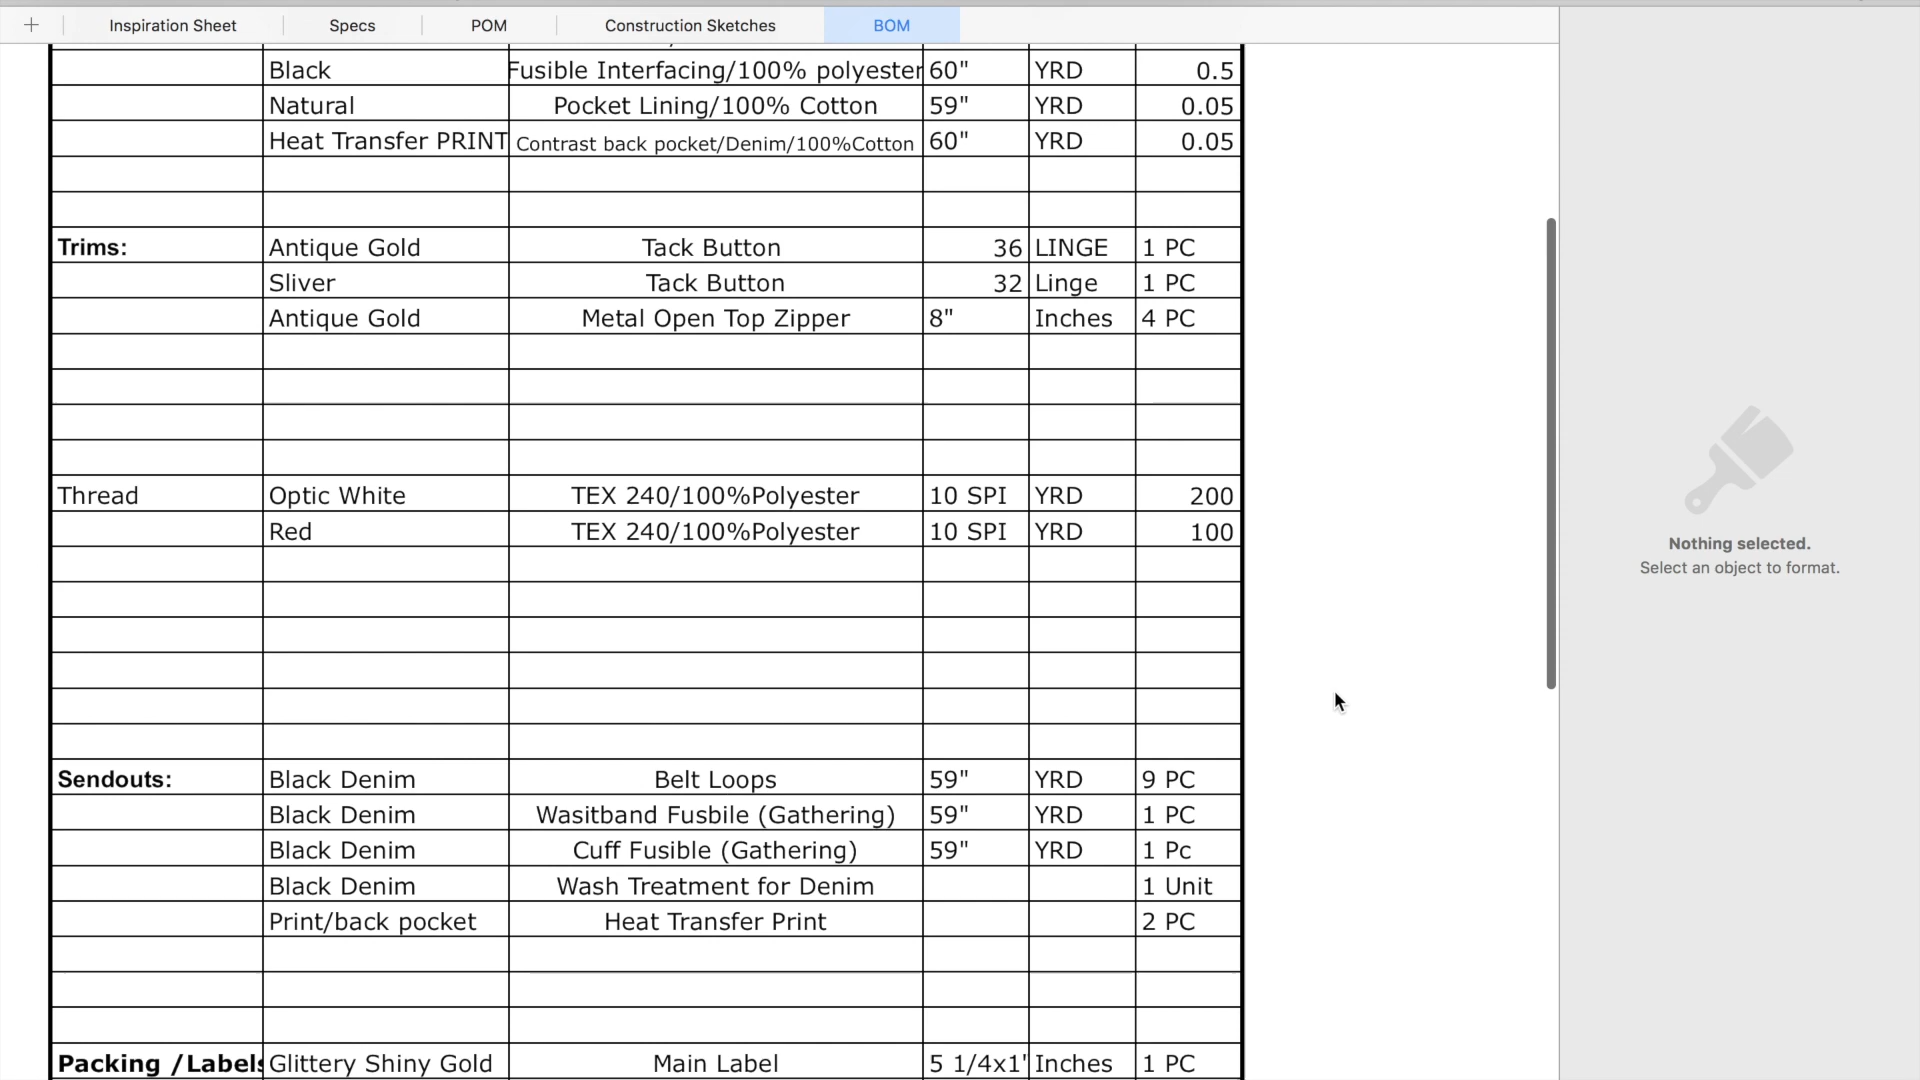 Inspiration Sheet Specs POM Construction Sketches BOM
Black Fusible Interfacing/100% polyester 60" YRD 0.5
Natural Pocket Lining/100% Cotton 59" YRD 0.05
Heat Transfer PRINT Contrast back pocket/Denim/100%Cotton 60" YRD 0.05
Trims: Antique Gold Tack Button 36 LINGE 1 PC
Sliver Tack Button 32 Linge 1 PC
Antique Gold Metal Open Top Zipper 8" Inches 4 PC
Thread Optic White TEX 240/100%Polyester 10 SPI YRD 200
Red TEX 240/100%Polyester 10 SPI YRD 100
Nothing selected.
Select an object to format.
Sendouts: Black Denim Belt Loops 59" YRD 9 PC
Black Denim Wasitband Fusbile (Gathering) 59" YRD 1 PC
Black Denim Cuff Fusible (Gathering) 59" YRD 1 Pc
Black Denim Wash Treatment for Denim 1 Unit
Print/back pocket Heat Transfer Print 2 PC
Packing /Labels Glittery Shiny Gold Main Label 5 1/4x1" Inches 1 PC